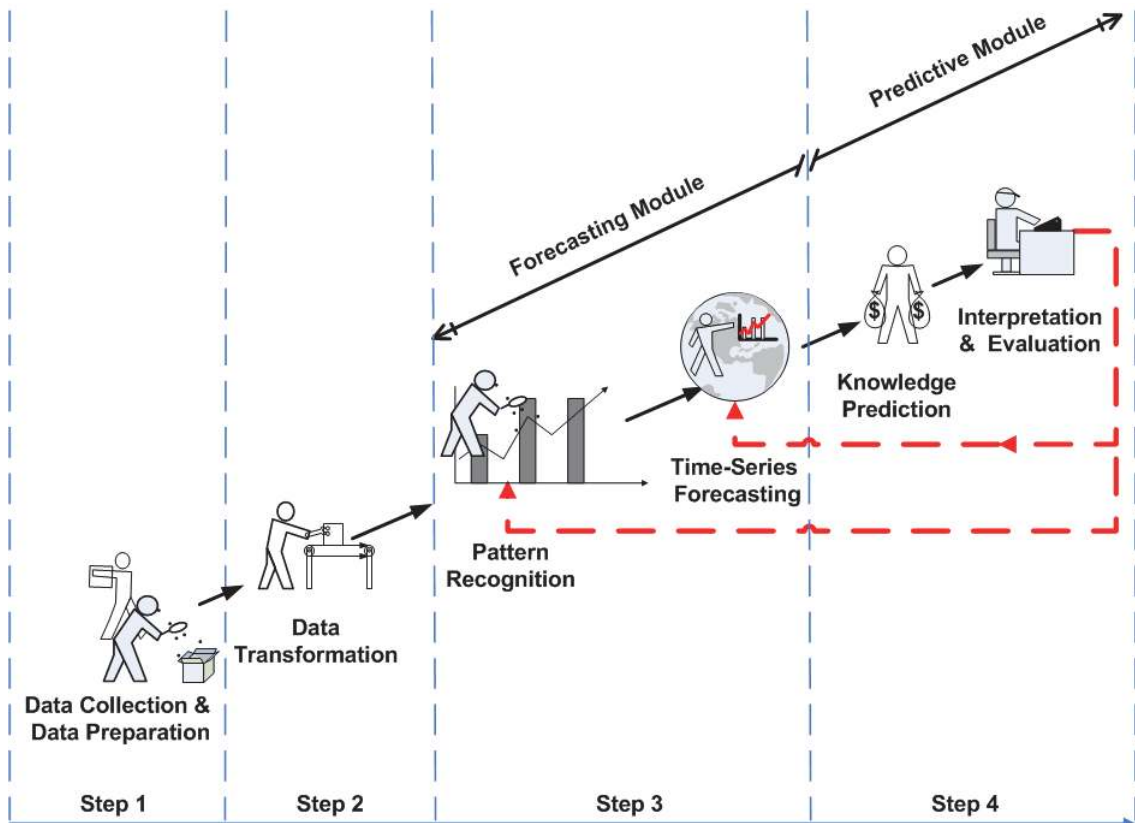 Predictive Module
Forecasting Module
$ $
Interpretation
& Evaluation
Knowledge
Prediction
Time-Series
Forecasting
Pattern
Recognition
Data
Transformation
Data Collection &
Data Preparation
Step 1
Step 2
Step 3
Step 4